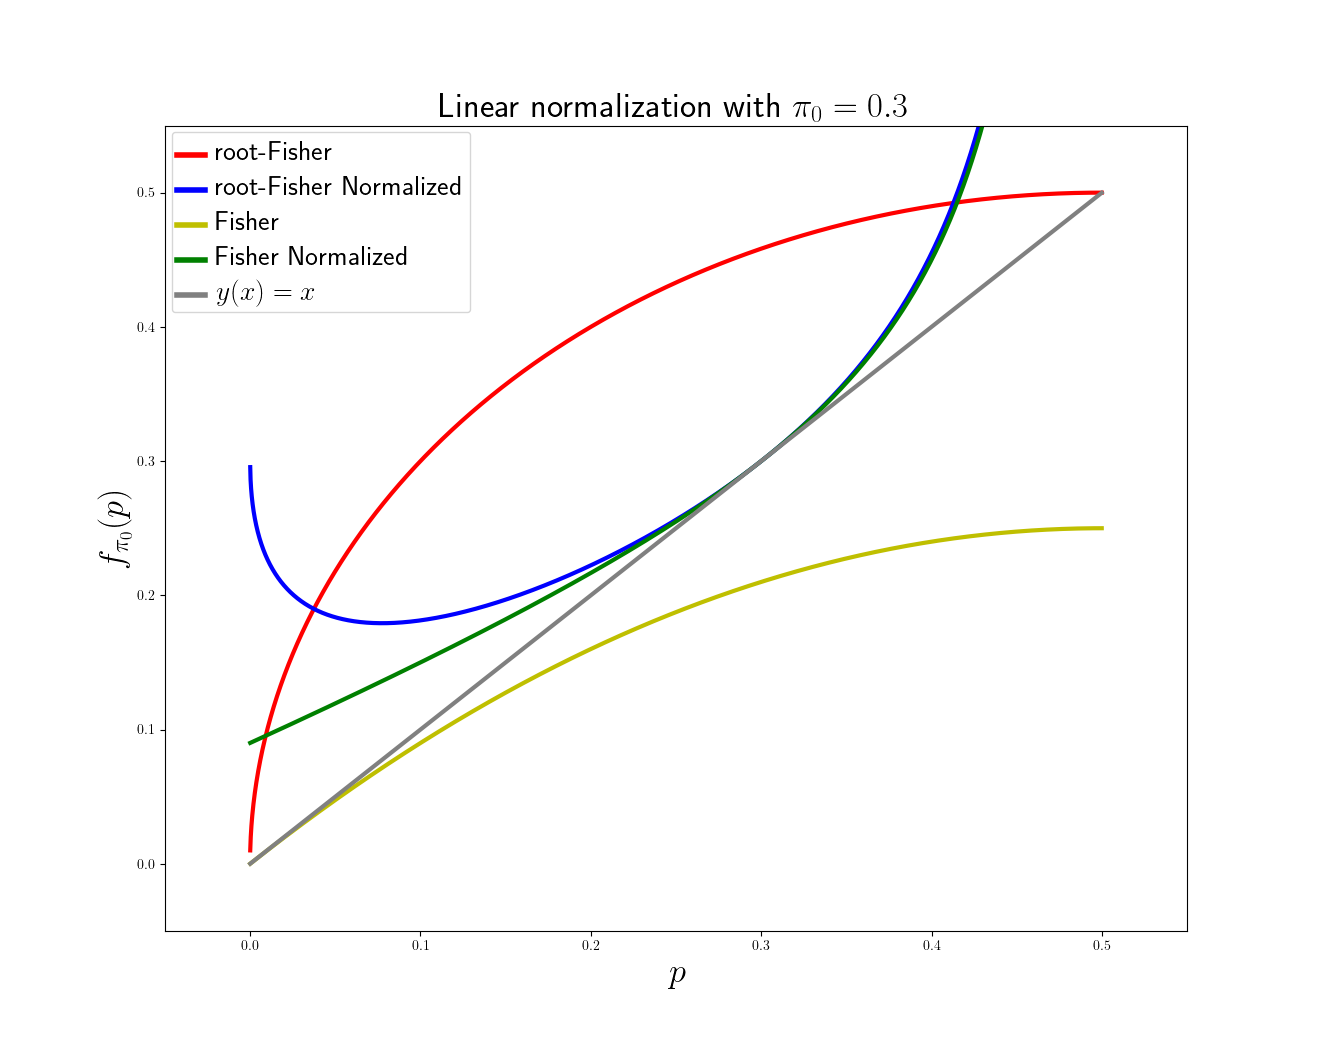 Linear normalization with π₀ = 0.3
root-Fisher
root-Fisher Normalized
Fisher
Fisher Normalized
y(x) = x
0.5
0.4
0.3
0.2
0.1
0.0
f_{π₀}(p)
0.0 0.1 0.2 0.3 0.4 0.5
p